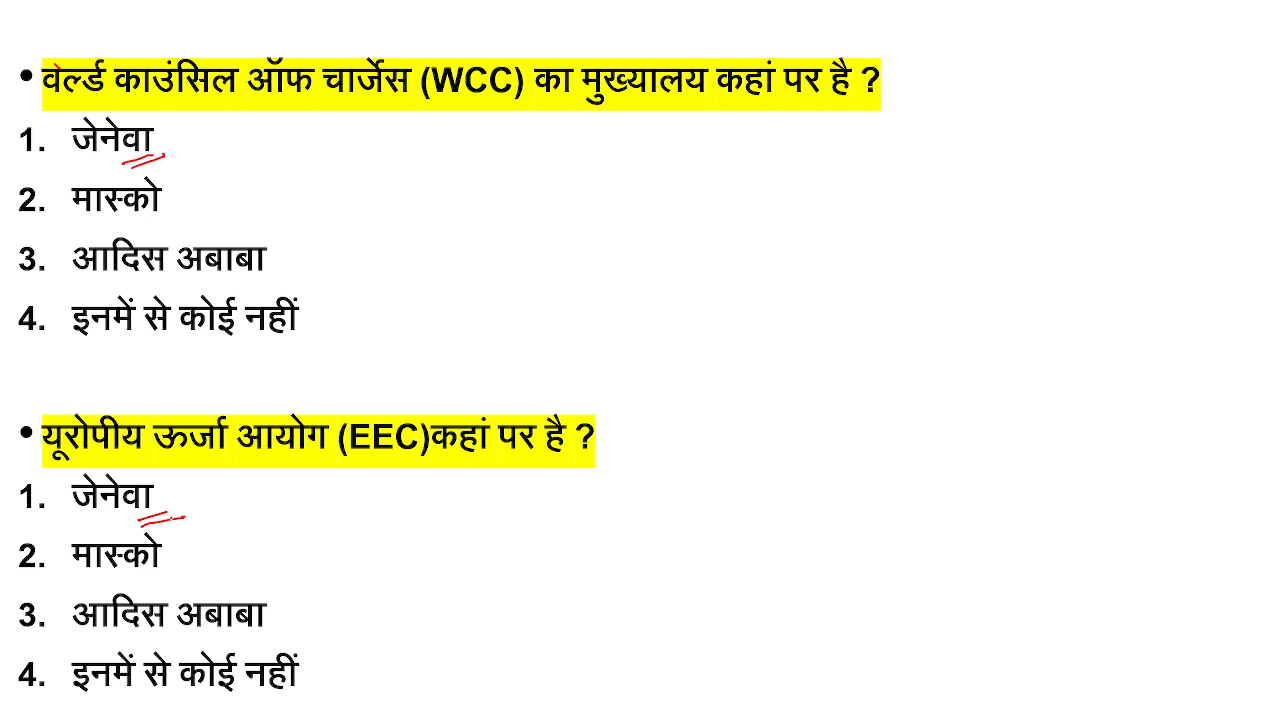 • वेर्ल्ड काउंसिल ऑफ चार्जेस (WCC) का मुख्यालय कहां पर है ?
1. जेनेवा
2. मास्को
3. आदिस अबाबा
4. इनमें से कोई नहीं
• यूरोपीय ऊर्जा आयोग (EEC)कहां पर है ?
1. जेनेवा
2. मास्को
3. आदिस अबाबा
4. इनमें से कोई नहीं